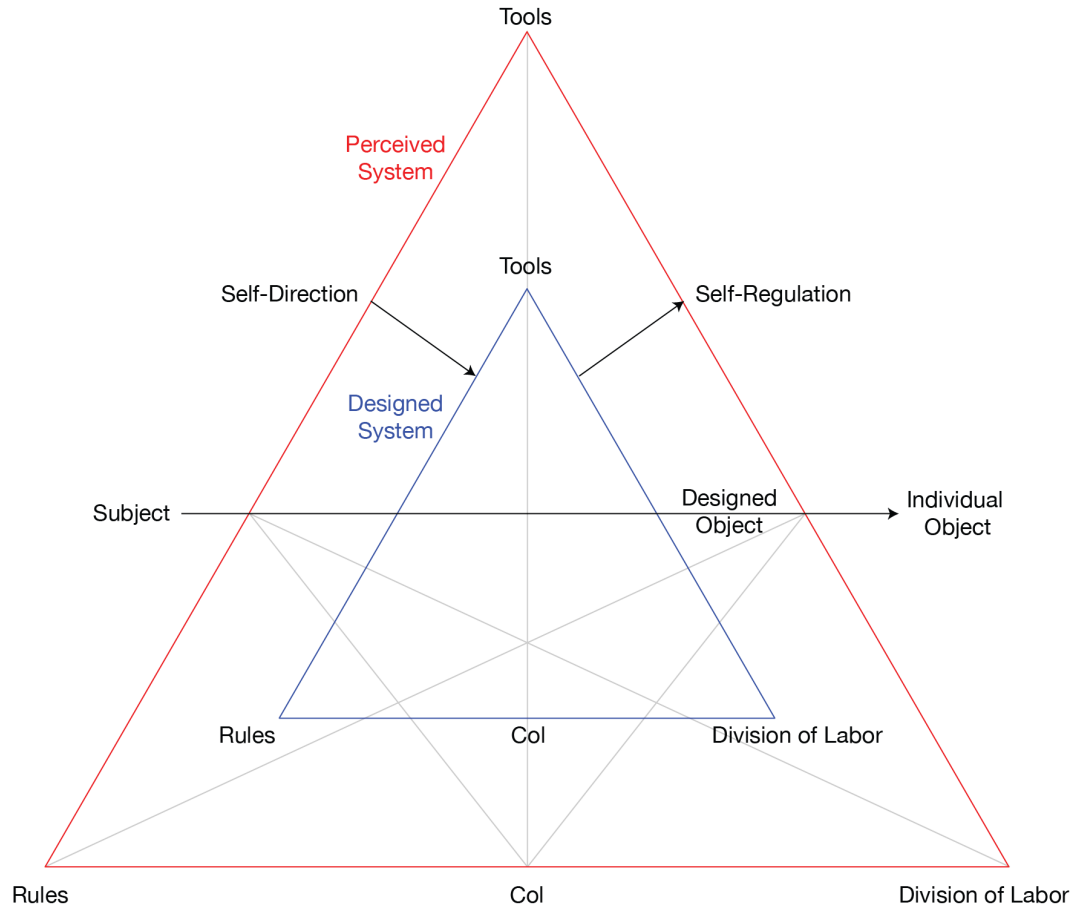 Tools
Perceived
System
Tools
Self-Direction
Self-Regulation
Designed
System
Subject
Designed
Object
Individual
Object
Rules
Col
Division of Labor
Rules
Col
Division of Labor